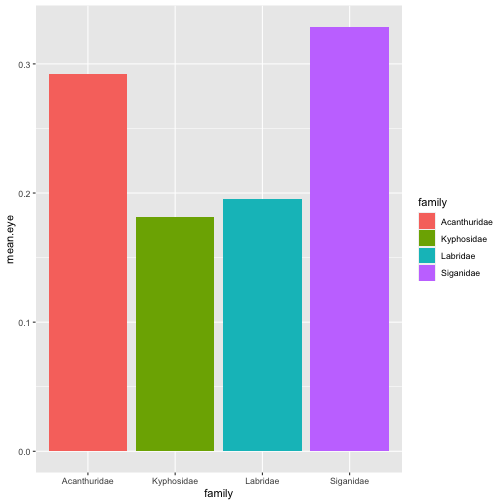 mean.eye
0.3
0.2
0.1
0.0
Acanthuridae Kyphosidae Labridae Siganidae
family
family
Acanthuridae
Kyphosidae
Labridae
Siganidae